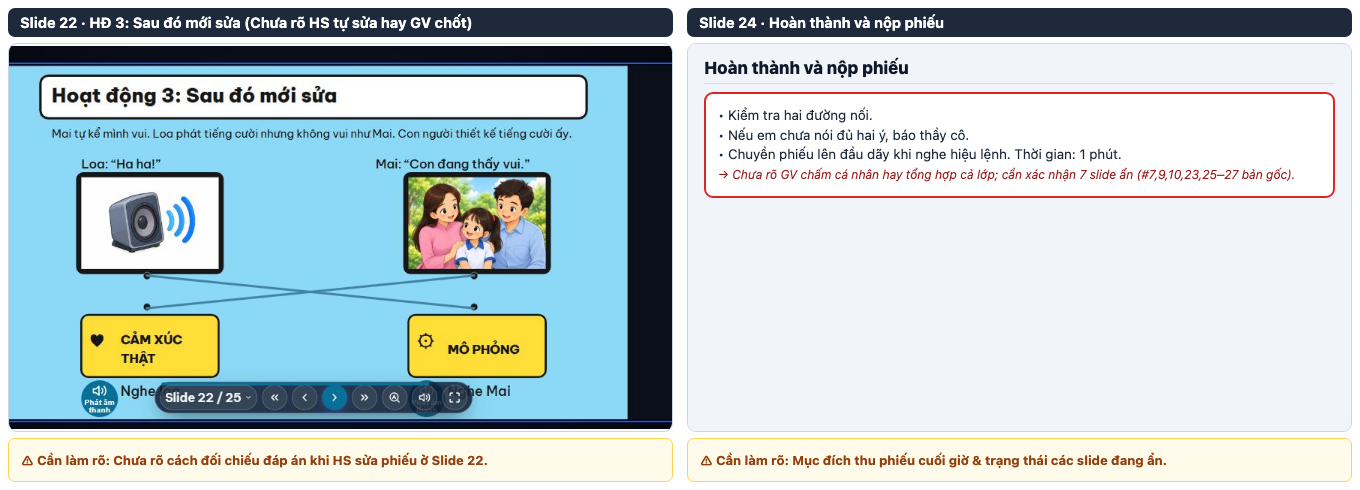 Slide 22 · HĐ 3: Sau đó mới sửa (Chưa rõ HS tự sửa hay GV chốt)
Hoạt động 3: Sau đó mới sửa
Mai tự kể mình vui. Loa phát tiếng cười nhưng không vui như Mai. Con người thiết kế tiếng cười ấy.
Loa: “Ha ha!”
Mai: “Con đang thấy vui.”
CẢM XÚC
THẬT
MÔ PHỎNG
Phát âm
thanh
Nghe
Slide 22 / 25
Mai
⚠ Cần làm rõ: Chưa rõ cách đối chiếu đáp án khi HS sửa phiếu ở Slide 22.
Slide 24 · Hoàn thành và nộp phiếu
Hoàn thành và nộp phiếu
• Kiểm tra hai đường nối.
• Nếu em chưa nói đủ hai ý, báo thầy cô.
• Chuyền phiếu lên đầu dãy khi nghe hiệu lệnh. Thời gian: 1 phút.
→ Chưa rõ GV chấm cá nhân hay tổng hợp cả lớp; cần xác nhận 7 slide ẩn (#7,9,10,23,25–27 bản gốc).
⚠ Cần làm rõ: Mục đích thu phiếu cuối giờ & trạng thái các slide đang ẩn.